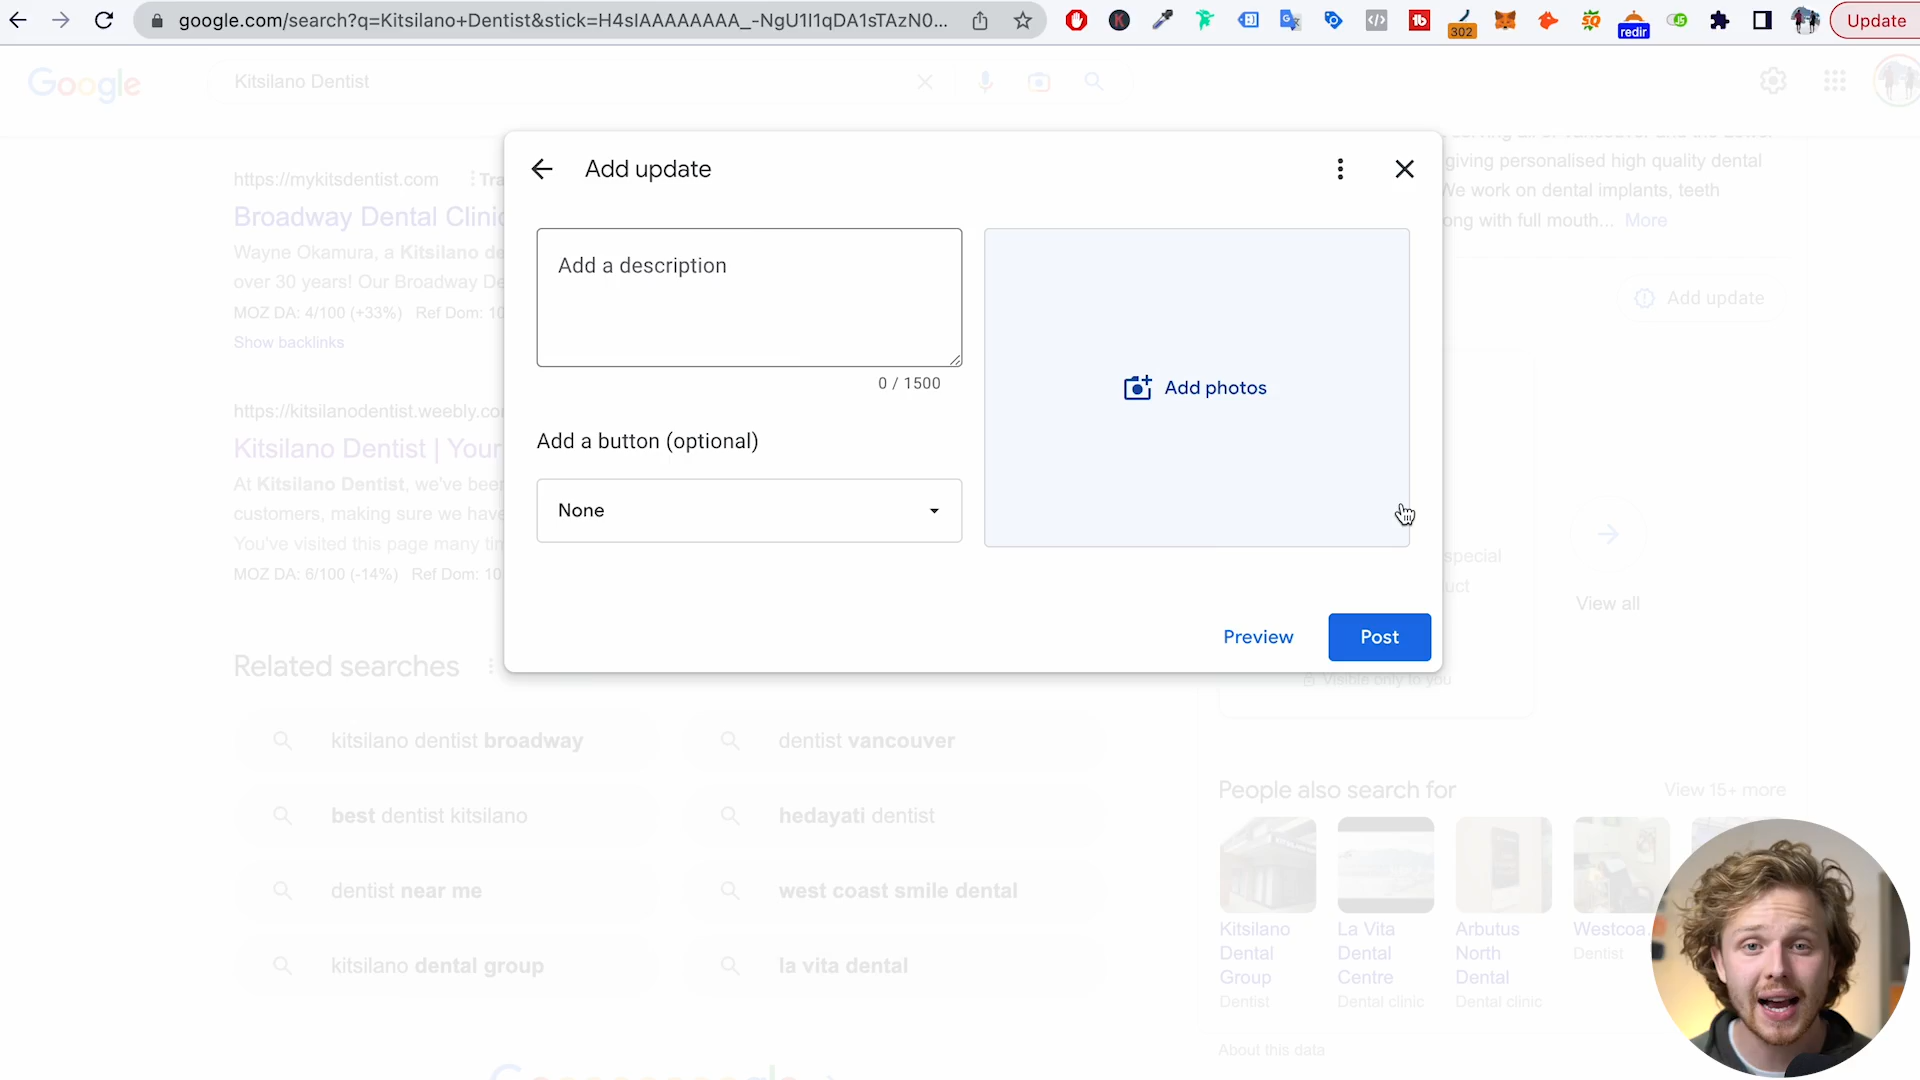 google.com/search?q=Kitsilano+Dentist&stick=H4sIAAAAAAAA_-NgU1I1qDA1sTAzN0...
302
redir
Update
Google
Kitsilano Dentist
Add update
giving personalised high quality dental
We work on dental implants, teeth
ong with full mouth... More
https://mykitsdentist.com
Tra
Broadway Dental Clinic
Wayne Okamura, a Kitsilano de
over 30 years! Our Broadway De
MOZ DA: 4/100 (+33%) Ref Dom: 10
Show backlinks
Add a description
0 / 1500
Add photos
Add update
https://kitsilanodentist.weebly.co
Kitsilano Dentist | Your
At Kitsilano Dentist, we've bee
customers, making sure we have
You've visited this page many tin
MOZ DA: 6/100 (-14%) Ref Dom: 10
Add a button (optional)
None
special
uct
View all
Preview
Post
Visible only to you
Related searches
kitsilano dentist broadway
dentist vancouver
best dentist kitsilano
hedayati dentist
dentist near me
west coast smile dental
kitsilano dental group
la vita dental
People also search for
View 15+ more
Kitsilano
Dental
Group
Dentist
La Vita
Dental
Centre
Dental clinic
Arbutus
North
Dental
Dental clinic
Westcoa...
Dentist
About this data